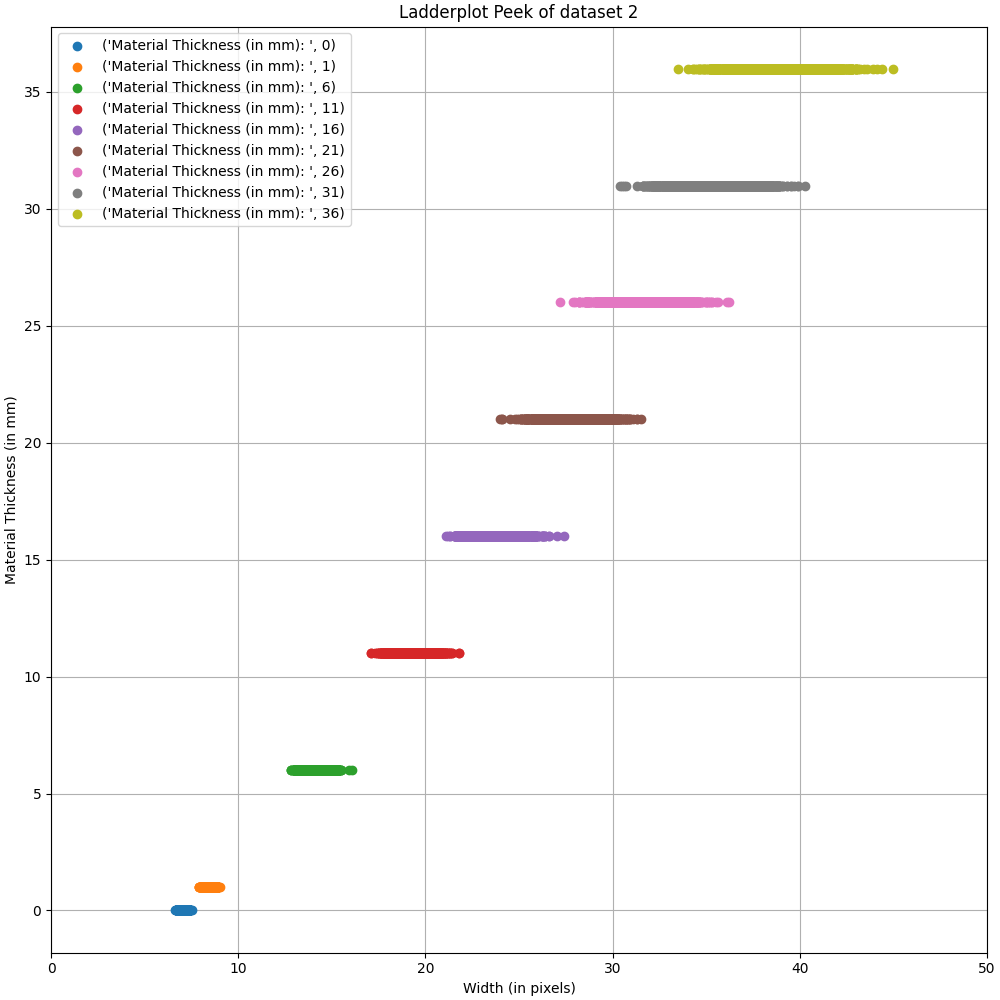 Ladderplot Peek of dataset 2
('Material Thickness (in mm): ', 0)
('Material Thickness (in mm): ', 1)
('Material Thickness (in mm): ', 6)
('Material Thickness (in mm): ', 11)
('Material Thickness (in mm): ', 16)
('Material Thickness (in mm): ', 21)
('Material Thickness (in mm): ', 26)
('Material Thickness (in mm): ', 31)
('Material Thickness (in mm): ', 36)
Material Thickness (in mm)
35
30
25
20
15
10
5
0
0 10 20 30 40 50
Width (in pixels)